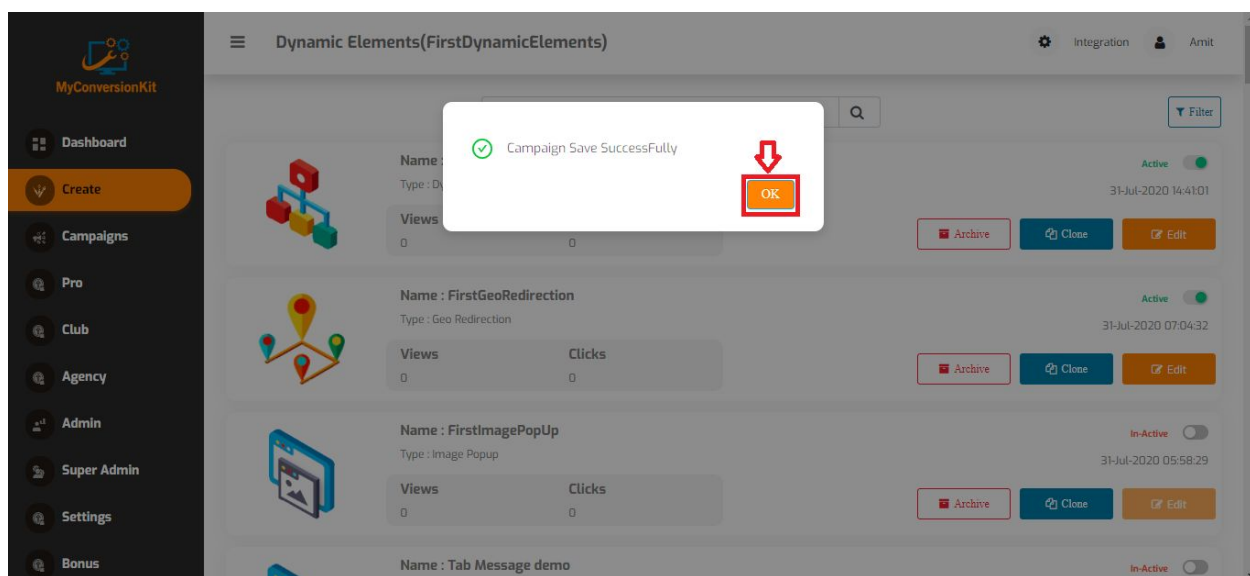 MyConversionKit
Dashboard
Create
Campaigns
Pro
Club
Agency
Admin
Super Admin
Settings
Bonus
Dynamic Elements(FirstDynamicElements)
Integration
Amit
Filter
Campaign Save SuccessFully
OK
Name :
Type :
Views
0
0
Active
31-Jul-2020 14:41:01
Archive
Clone
Edit
Name : FirstGeoRedirection
Type : Geo Redirection
Views Clicks
0 0
Active
31-Jul-2020 07:04:32
Archive
Clone
Edit
Name : FirstImagePopUp
Type : Image Popup
Views Clicks
0 0
In-Active
31-Jul-2020 05:58:29
Archive
Clone
Edit
Name : Tab Message demo
In-Active